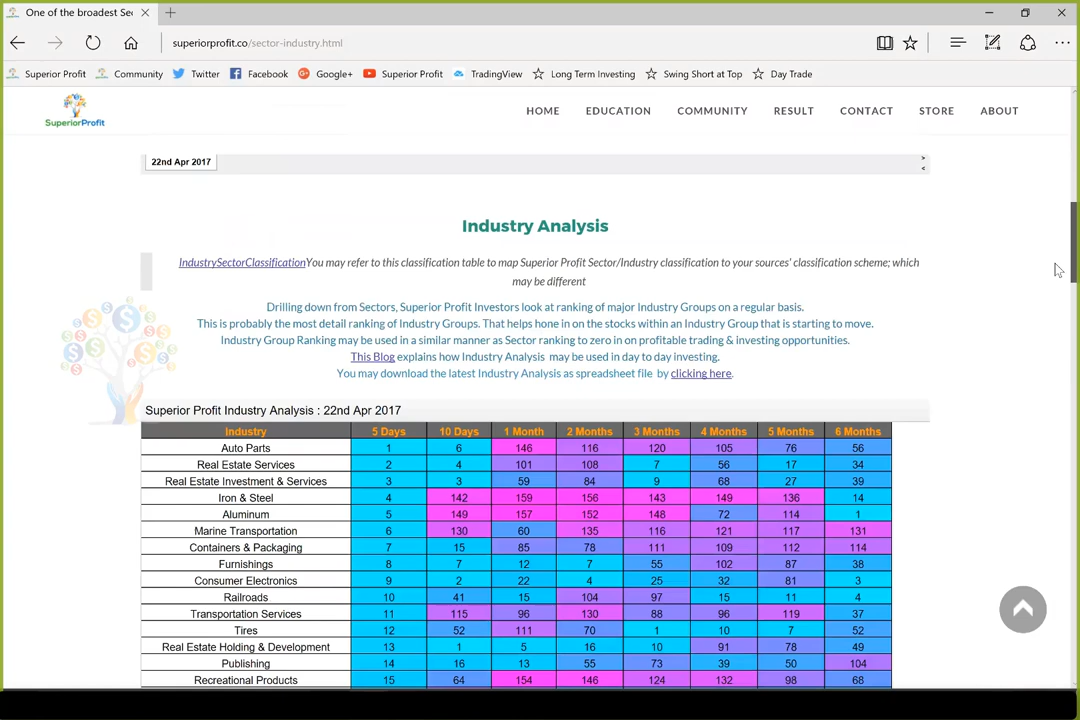 One of the broadest Sec
superiorprofit.co/sector-industry.html
Superior Profit Community Twitter Facebook Google+ Superior Profit TradingView Long Term Investing Swing Short at Top Day Trade
SuperiorProfit
HOME EDUCATION COMMUNITY RESULT CONTACT STORE ABOUT
22nd Apr 2017
Industry Analysis
IndustrySectorClassificationYou may refer to this classification table to map Superior Profit Sector/Industry classification to your sources' classification scheme; which
may be different
Drilling down from Sectors, Superior Profit Investors look at ranking of major Industry Groups on a regular basis.
This is probably the most detail ranking of Industry Groups. That helps hone in on the stocks within an Industry Group that is starting to move.
Industry Group Ranking may be used in a similar manner as Sector ranking to zero in on profitable trading & investing opportunities.
This Blog explains how Industry Analysis may be used in day to day investing.
You may download the latest Industry Analysis as spreadsheet file by clicking here.
Superior Profit Industry Analysis : 22nd Apr 2017
Industry 5 Days 10 Days 1 Month 2 Months 3 Months 4 Months 5 Months 6 Months
Auto Parts 1 6 146 116 120 105 76 56
Real Estate Services 2 4 101 108 7 56 17 34
Real Estate Investment & Services 3 3 59 84 9 68 27 39
Iron & Steel 4 142 159 156 143 149 136 14
Aluminum 5 149 157 152 148 72 114 1
Marine Transportation 6 130 60 135 116 121 117 131
Containers & Packaging 7 15 85 78 111 109 112 114
Furnishings 8 7 12 7 55 102 87 38
Consumer Electronics 9 2 22 4 25 32 81 3
Railroads 10 41 15 104 97 15 11 4
Transportation Services 11 115 96 130 88 96 119 37
Tires 12 52 111 70 1 10 7 52
Real Estate Holding & Development 13 1 5 16 10 91 78 49
Publishing 14 16 13 55 73 39 50 104
Recreational Products 15 64 154 146 124 132 98 68